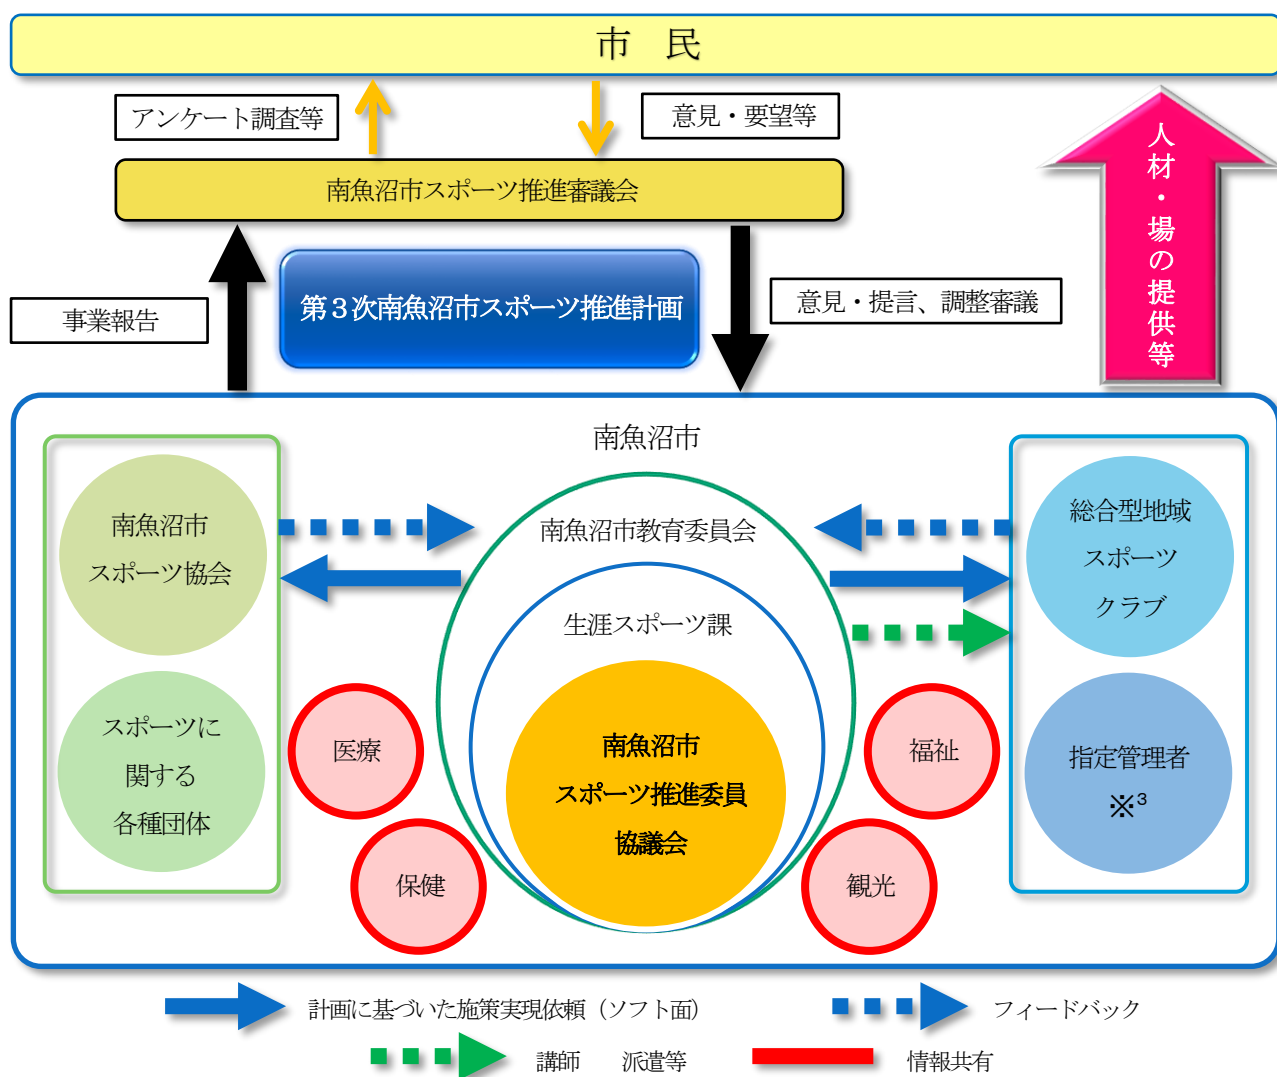 市　民
アンケート調査等
意見・要望等
南魚沼市スポーツ推進審議会
人材・場の提供等
第３次南魚沼市スポーツ推進計画
事業報告
意見・提言、調整審議
南魚沼市
南魚沼市
スポーツ協会
南魚沼市教育委員会
総合型地域
スポーツ
クラブ
生涯スポーツ課
スポーツに
関する
各種団体
医療
保健
南魚沼市
スポーツ推進委員
協議会
福祉
観光
指定管理者
※³
計画に基づいた施策実現依頼（ソフト面）
フィードバック
講師　　派遣等
情報共有